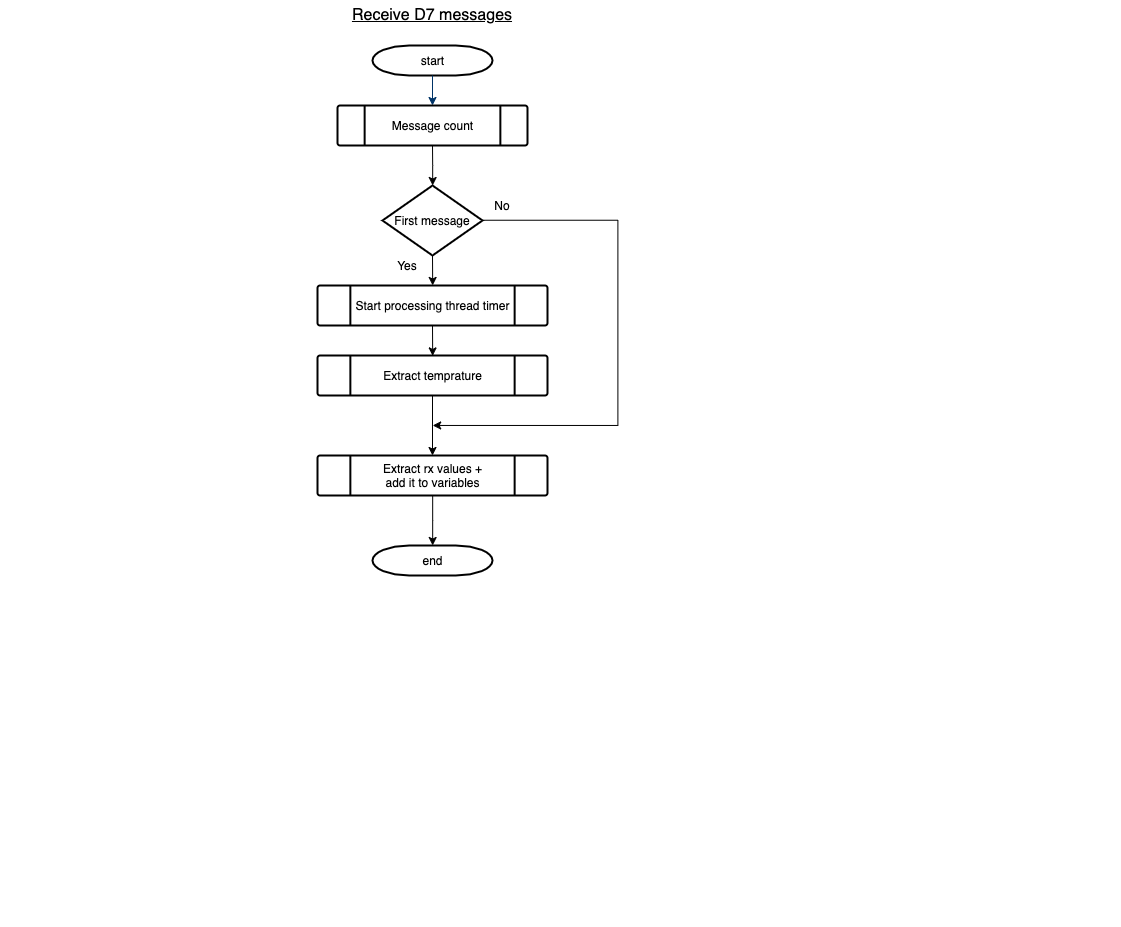 Receive D7 messages
start
Message count
First message
No
Yes
Start processing thread timer
Extract temprature
Extract rx values +
add it to variables
end